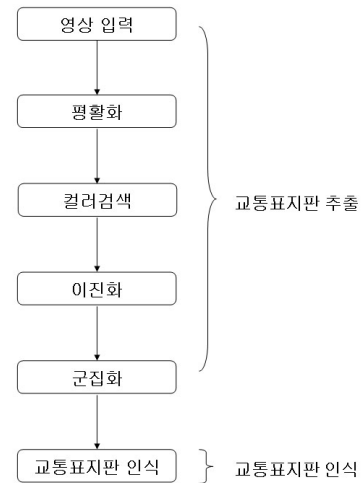 영상 입력
평활화
컬러검색
교통표지판 추출
이진화
군집화
교통표지판 인식
교통표지판 인식